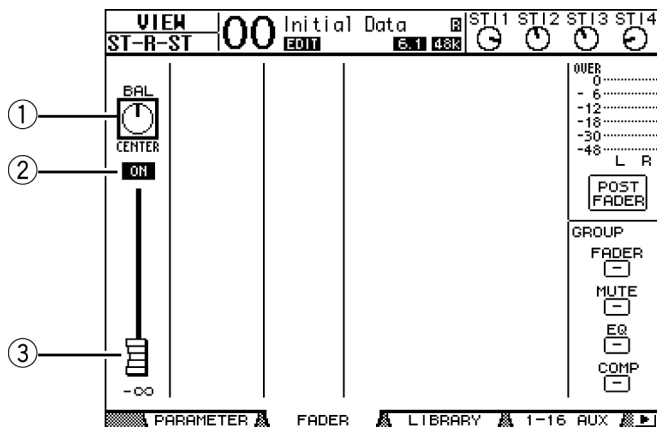 VIEW
ST-R-ST
00
Initial Data
R
EDIT
6.1 48k
STI1 STI2 STI3 STI4
①
BAL
CENTER
②
ON
③
-∞
OVER
0
- 6
-12
-18
-30
-48
L R
POST
FADER
GROUP
FADER
-
MUTE
-
EQ
-
COMP
-
PARAMETER FADER LIBRARY 1-16 AUX